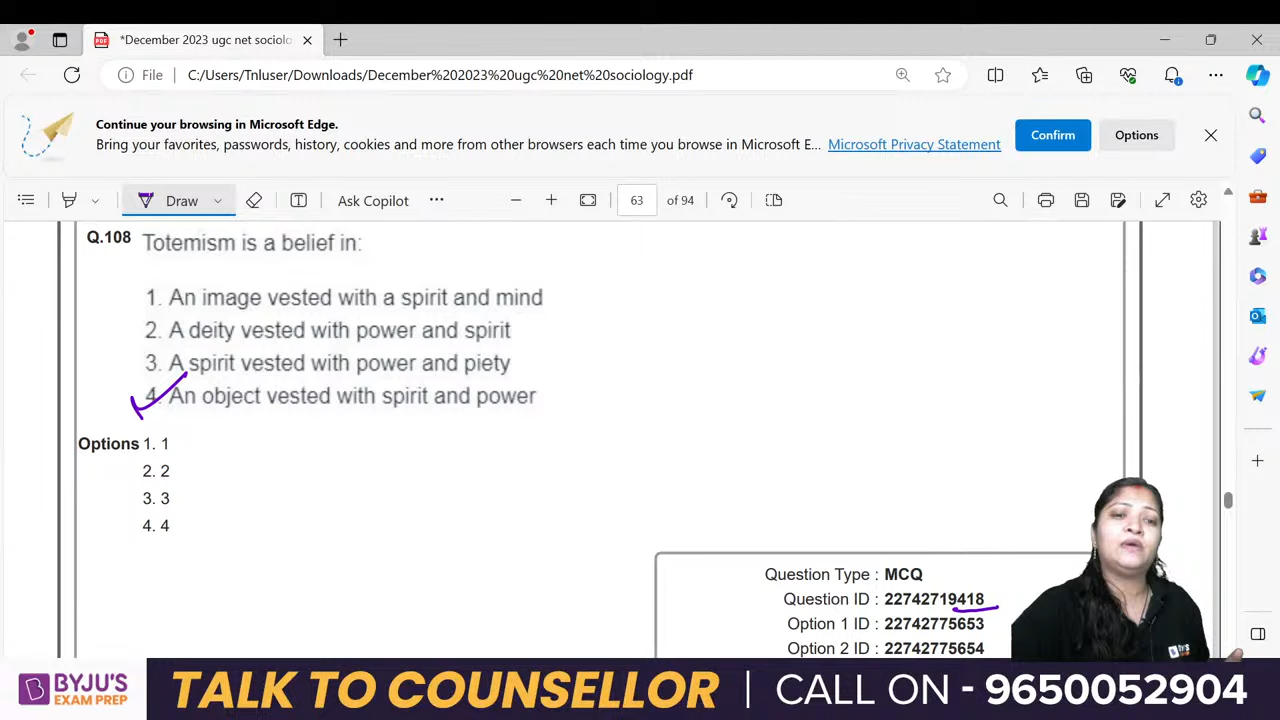 *December 2023 ugc net sociolo
File
C:/Users/Tnluser/Downloads/December%202023%20ugc%20net%20sociology.pdf
Continue your browsing in Microsoft Edge.
Bring your favorites, passwords, history, cookies and more from other browsers each time you browse in Microsoft E... Microsoft Privacy Statement
Confirm
Options
Draw
Ask Copilot
63 of 94
Q.108 Totemism is a belief in:
1. An image vested with a spirit and mind
2. A deity vested with power and spirit
3. A spirit vested with power and piety
4. An object vested with spirit and power
Options 1. 1
2. 2
3. 3
4. 4
Question Type : MCQ
Question ID : 22742719418
Option 1 ID : 22742775653
Option 2 ID : 22742775654
BYJU'S
EXAM PREP
TALK TO COUNSELLOR | CALL ON - 9650052904